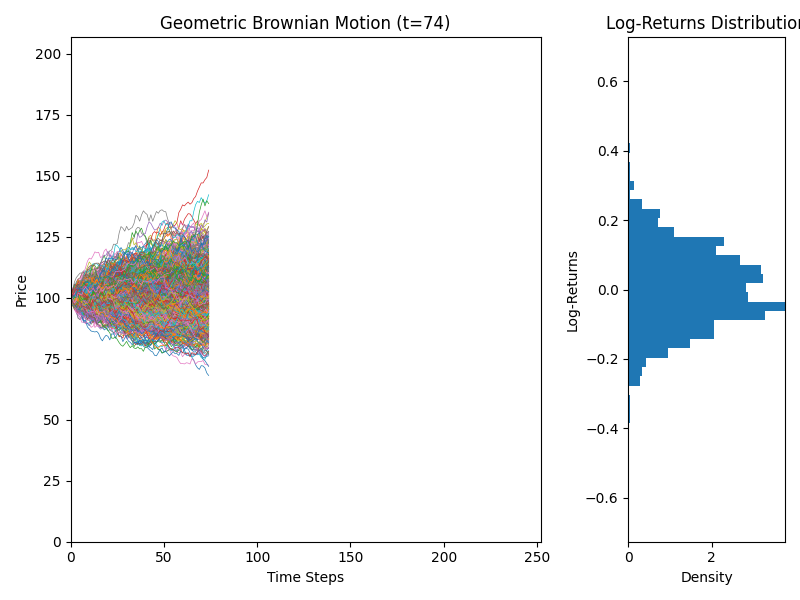 Geometric Brownian Motion (t=74)
Price
200
175
150
125
100
75
50
25
0
0 50 100 150 200 250
Time Steps
Log-Returns Distribution
Log-Returns
0.6
0.4
0.2
0.0
−0.2
−0.4
−0.6
0 2
Density